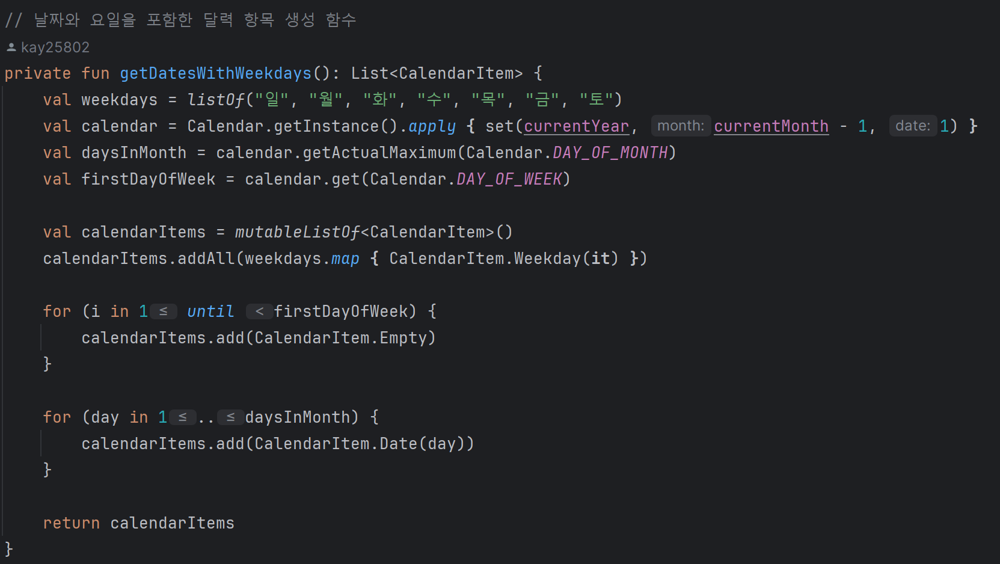 // 날짜와 요일을 포함한 달력 항목 생성 함수
kay25802
private fun getDatesWithWeekdays(): List<CalendarItem> {
    val weekdays = listOf("일", "월", "화", "수", "목", "금", "토")
    val calendar = Calendar.getInstance().apply { set(currentYear, month: currentMonth - 1, date: 1) }
    val daysInMonth = calendar.getActualMaximum(Calendar.DAY_OF_MONTH)
    val firstDayOfWeek = calendar.get(Calendar.DAY_OF_WEEK)
    val calendarItems = mutableListOf<CalendarItem>()
    calendarItems.addAll(weekdays.map { CalendarItem.Weekday(it) })
    for (i in 1 ≤ until < firstDayOfWeek) {
        calendarItems.add(CalendarItem.Empty)
    }
    for (day in 1 ≤ .. ≤ daysInMonth) {
        calendarItems.add(CalendarItem.Date(day))
    }
    return calendarItems
}